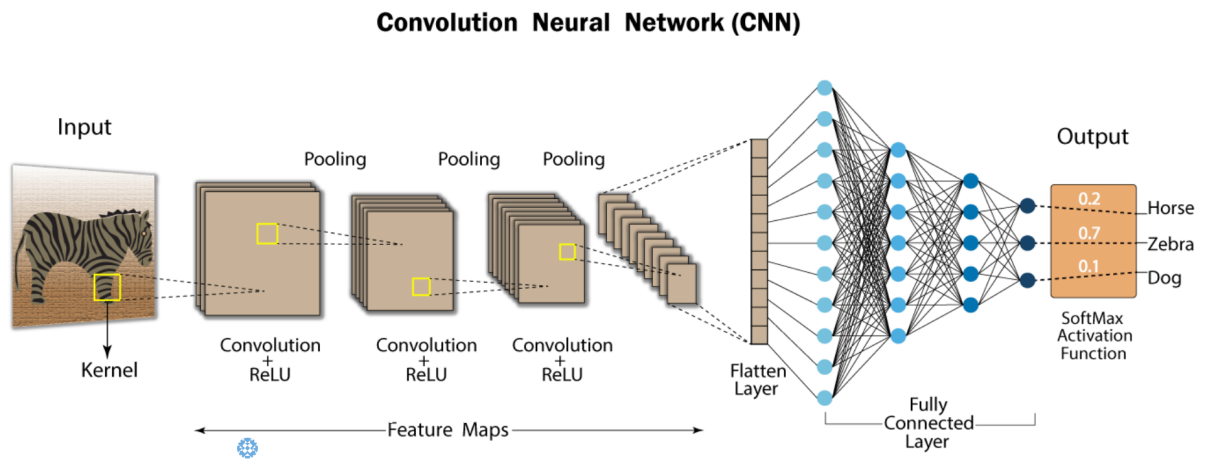 Convolution Neural Network (CNN)
Input
Pooling
Pooling
Pooling
Output
0.2
Horse
0.7
Zebra
0.1
Dog
Kernel
Convolution
+
ReLU
Convolution
+
ReLU
Convolution
+
ReLU
Flatten
Layer
SoftMax
Activation
Function
Fully
Connected
Layer
Feature Maps